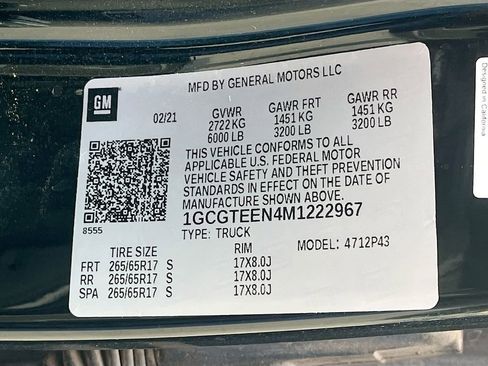 MFD BY GENERAL MOTORS LLC
GM
02/21
GVWR
2722 KG
6000 LB
GAWR FRT
1451 KG
3200 LB
GAWR RR
1451 KG
3200 LB
THIS VEHICLE CONFORMS TO ALL
APPLICABLE U.S. FEDERAL MOTOR
VEHICLE SAFETY AND THEFT PREVENTION
STANDARDS IN EFFECT ON THE DATE OF
MANUFACTURE SHOWN ABOVE.
1GCGTEEN4M1222967
8555
TYPE: TRUCK
MODEL: 4712P43
TIRE SIZE RIM
FRT 265/65R17 S 17X8.0J
RR 265/65R17 S 17X8.0J
SPA 265/65R17 S 17X8.0J
Designed in California